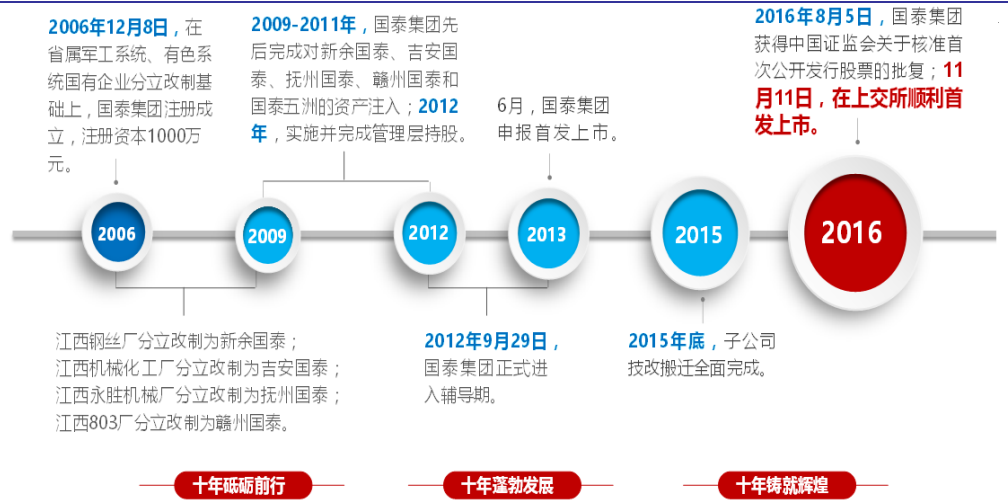 2006年12月8日，在
省属军工系统、有色系
统国有企业分立改制基
础上，国泰集团注册成
立，注册资本1000万
元。
2009-2011年，国泰集团先
后完成对新余国泰、吉安国
泰、抚州国泰、赣州国泰和
国泰五洲的资产注入；2012
年，实施并完成管理层持股。
6月，国泰集团
申报首发上市。
2016年8月5日，国泰集团
获得中国证监会关于核准首
次公开发行股票的批复；11
月11日，在上交所顺利首
发上市。
2006
2009
2012
2013
2015
2016
江西钢丝厂分立改制为新余国泰；
江西机械化工厂分立改制为吉安国泰；
江西永胜机械厂分立改制为抚州国泰；
江西803厂分立改制为赣州国泰。
2012年9月29日，
国泰集团正式进
入辅导期。
2015年底，子公司
技改搬迁全面完成。
十年砥砺前行
十年蓬勃发展
十年铸就辉煌